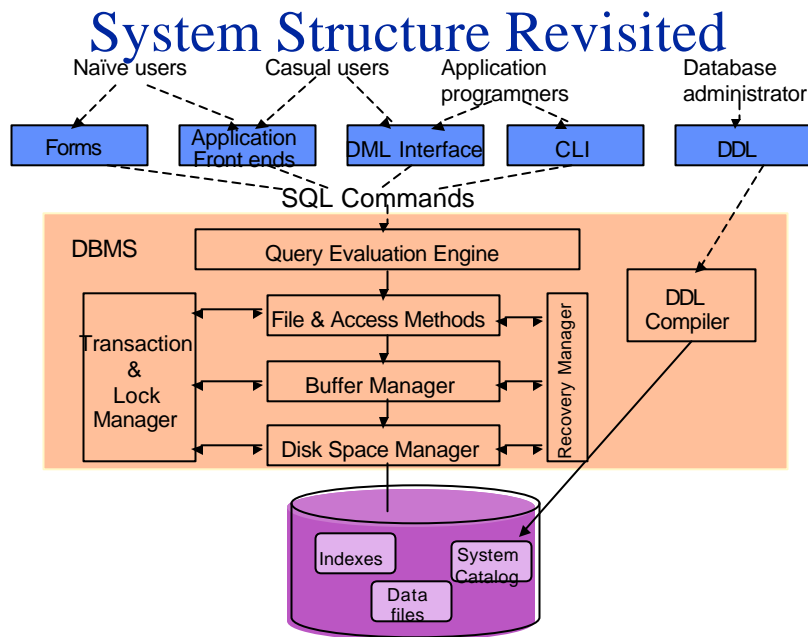 System Structure Revisited
Naïve users
Casual users
Application
programmers
Database
administrator
Forms
Application
Front ends
DML Interface
CLI
DDL
SQL Commands
DBMS
Query Evaluation Engine
Transaction
&
Lock
Manager
File & Access Methods
Buffer Manager
Disk Space Manager
Recovery Manager
DDL
Compiler
Indexes
System
Catalog
Data
files